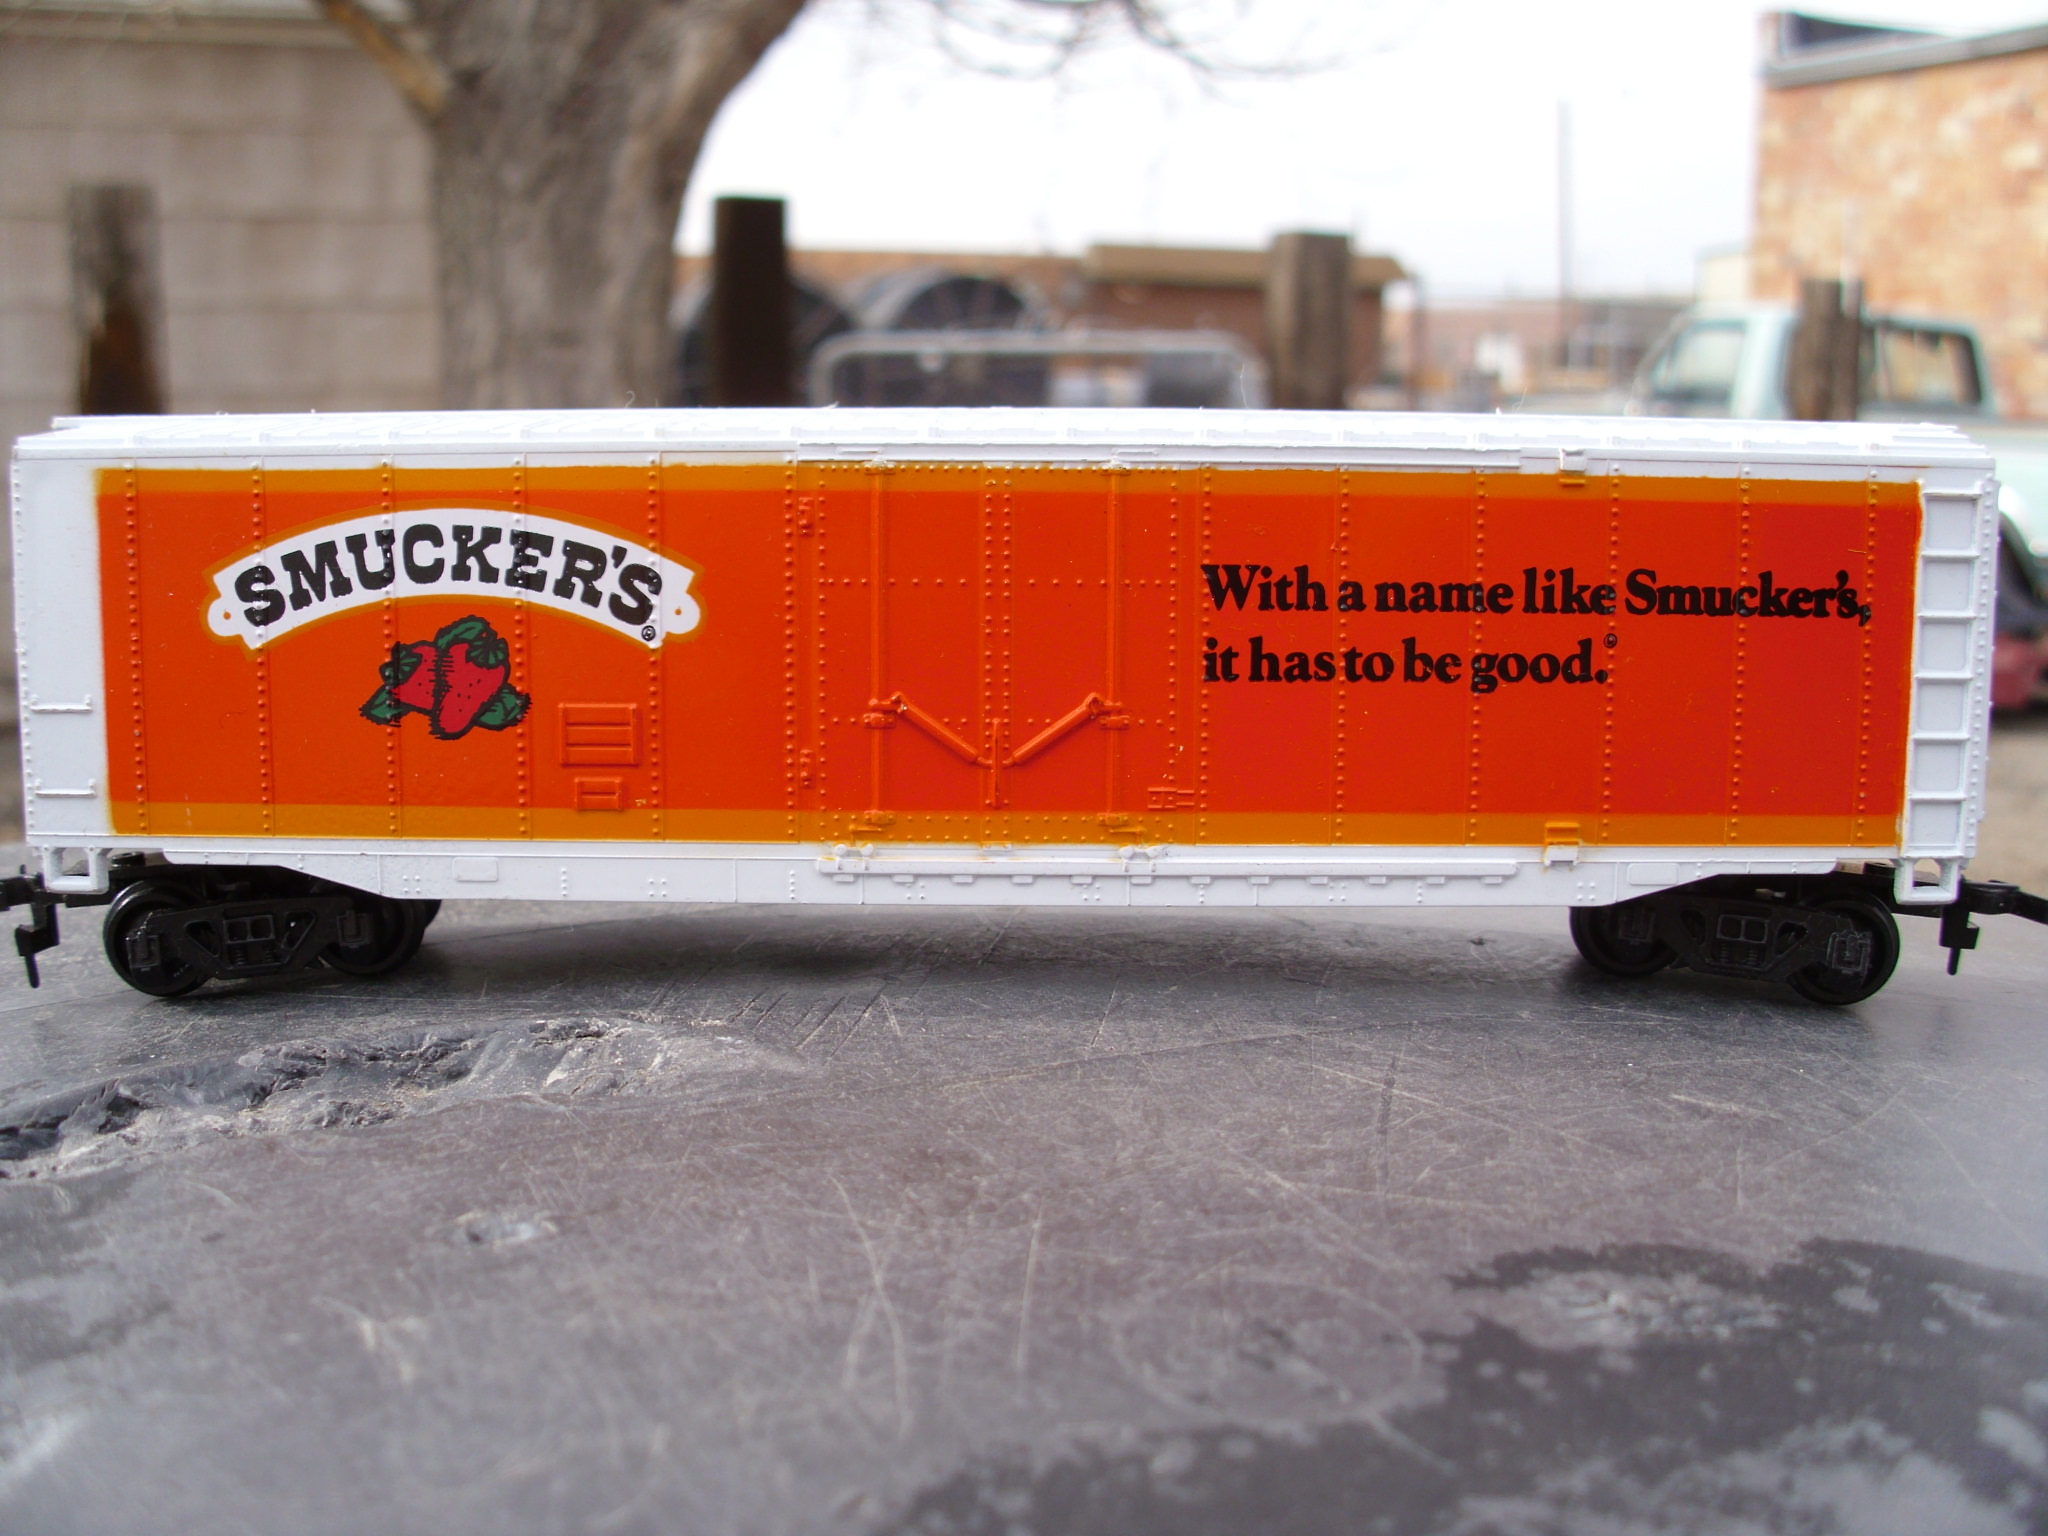 SMUCKER'S®
With a name like Smucker's,
it has to be good.®